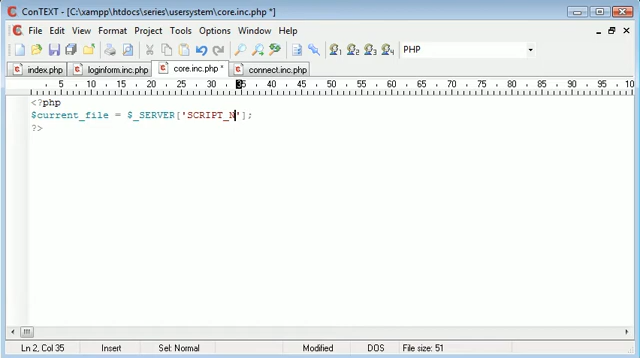 ConTEXT - [C:\xampp\htdocs\series\usersystem\core.inc.php *]
File Edit View Format Project Tools Options Window Help
PHP
index.php loginform.inc.php core.inc.php * connect.inc.php
5 10 15 20 25 30 35 40 45 50 55 60 65 70 75 80 85 90 95 100
<?php
$current_file = $_SERVER['SCRIPT_N'];
?>
Ln 2, Col 35 Insert Sel: Normal Modified DOS File size: 51